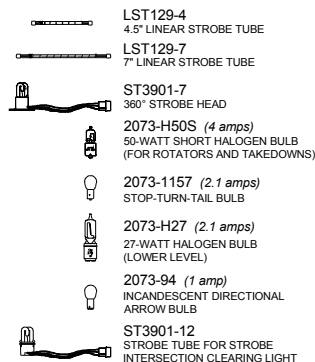 LST129-4
4.5" LINEAR STROBE TUBE
LST129-7
7" LINEAR STROBE TUBE
ST3901-7
360° STROBE HEAD
2073-H50S (4 amps)
50-WATT SHORT HALOGEN BULB
(FOR ROTATORS AND TAKEDOWNS)
2073-1157 (2.1 amps)
STOP-TURN-TAIL BULB
2073-H27 (2.1 amps)
27-WATT HALOGEN BULB
(LOWER LEVEL)
2073-94 (1 amp)
INCANDESCENT DIRECTIONAL
ARROW BULB
ST3901-12
STROBE TUBE FOR STROBE
INTERSECTION CLEARING LIGHT